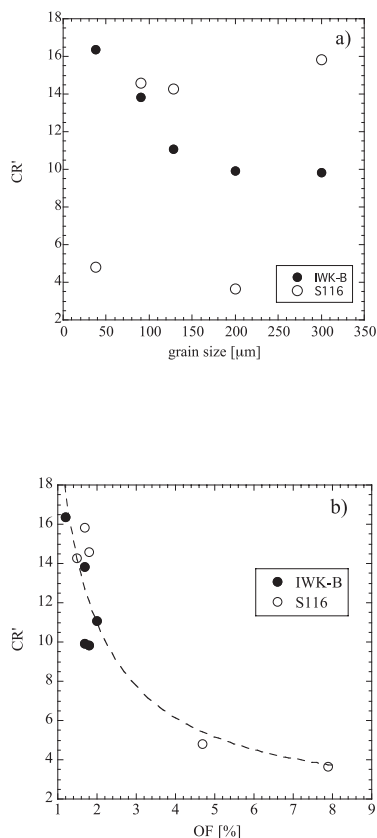 a)
18
16
14
12
10
8
6
4
2
CR'
IWK-B
S116
0 50 100 150 200 250 300 350
grain size [µm]
b)
18
16
14
12
10
8
6
4
2
CR'
IWK-B
S116
1 2 3 4 5 6 7 8 9
OF [%]